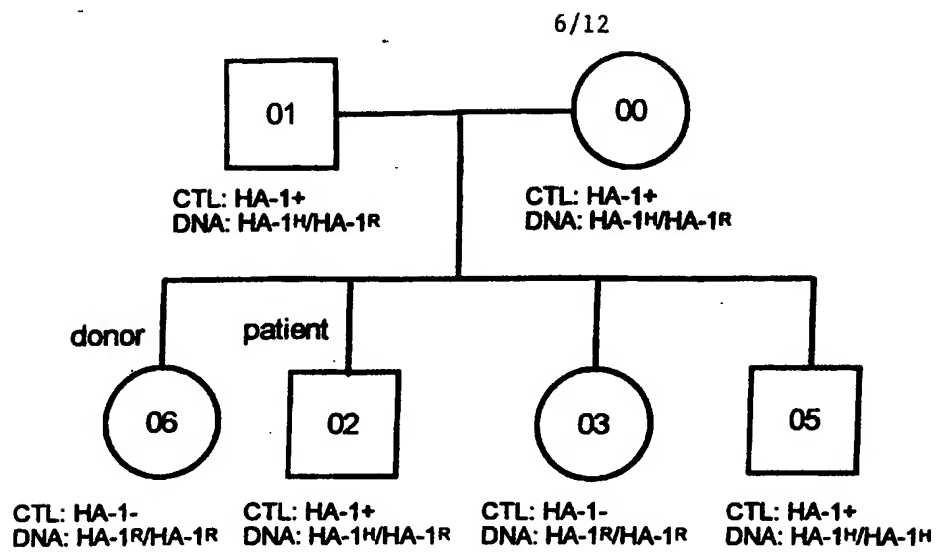 6/12
01
00
CTL: HA-1+
DNA: HA-1H/HA-1R
CTL: HA-1+
DNA: HA-1H/HA-1R
donor
patient
06
02
03
05
CTL: HA-1-
DNA: HA-1R/HA-1R
CTL: HA-1+
DNA: HA-1H/HA-1R
CTL: HA-1-
DNA: HA-1R/HA-1R
CTL: HA-1+
DNA: HA-1H/HA-1H